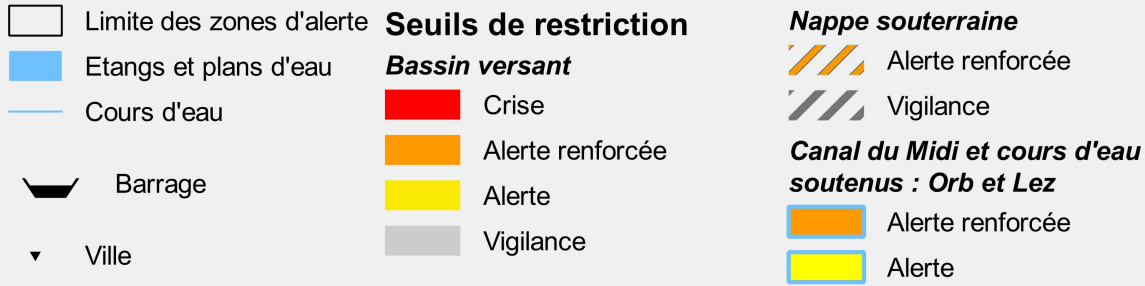 Limite des zones d'alerte
Etangs et plans d'eau
Cours d'eau
Barrage
Ville
Seuils de restriction
Bassin versant
Crise
Alerte renforcée
Alerte
Vigilance
Nappe souterraine
Alerte renforcée
Vigilance
Canal du Midi et cours d'eau
soutenus : Orb et Lez
Alerte renforcée
Alerte